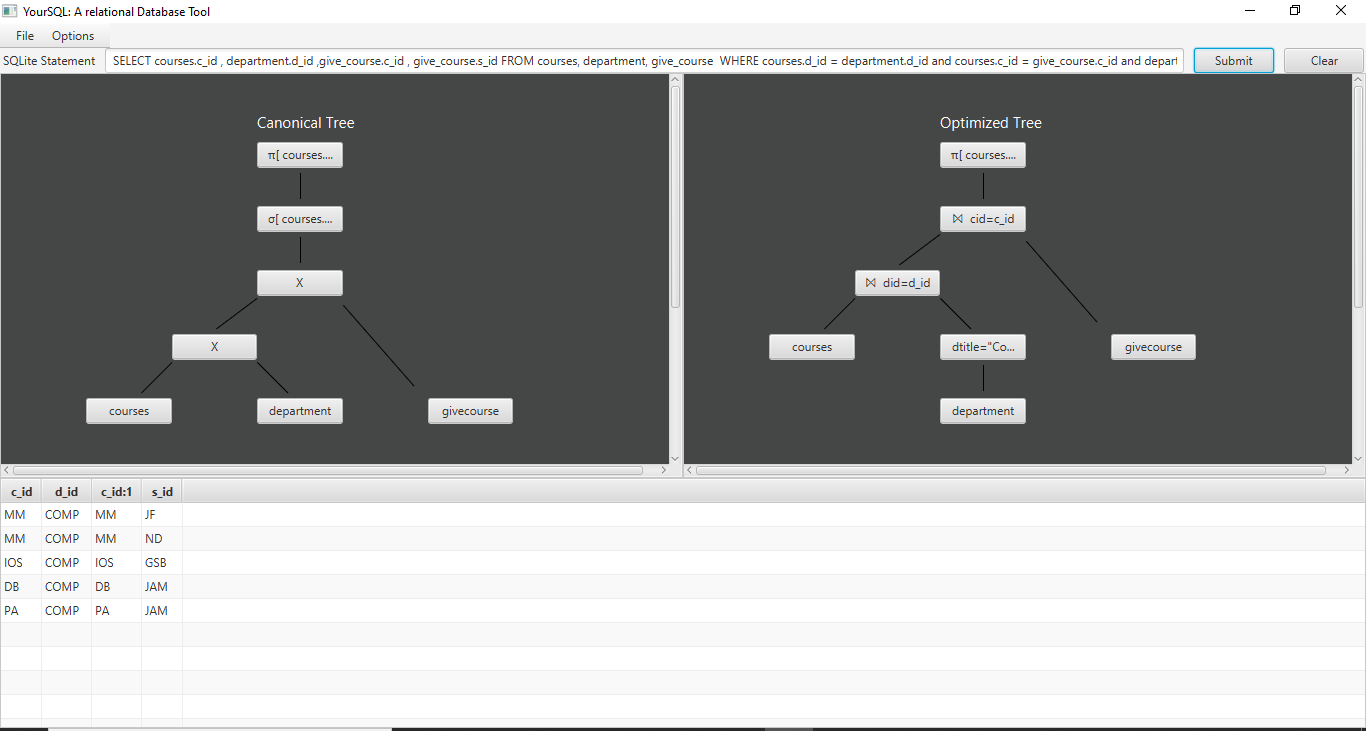 YourSQL: A relational Database Tool
File Options
SQLite Statement SELECT courses.c_id , department.d_id ,give_course.c_id , give_course.s_id FROM courses, department, give_course WHERE courses.d_id = department.d_id and courses.c_id = give_course.c_id and depart Submit Clear
Canonical Tree
π[ courses....
σ[ courses....
X
X
courses department givecourse
Optimized Tree
π[ courses....
⋈ cid=c_id
⋈ did=d_id
courses dtitle="Co... givecourse
department
c_id d_id c_id:1 s_id
MM COMP MM JF
MM COMP MM ND
IOS COMP IOS GSB
DB COMP DB JAM
PA COMP PA JAM